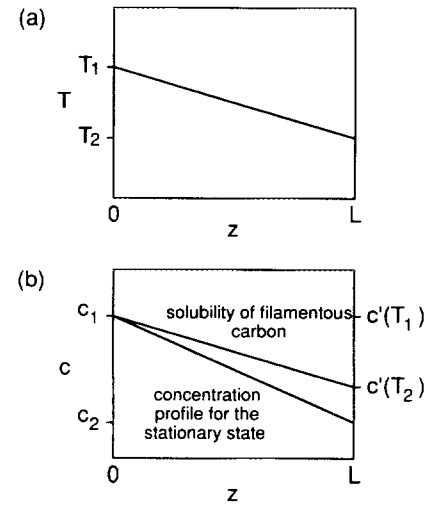 (a)
T1
T
T2
0
L
z
(b)
c1
solubility of filamentous
carbon
c'(T1)
c
c'(T2)
concentration
profile for the
stationary state
c2
0
L
z